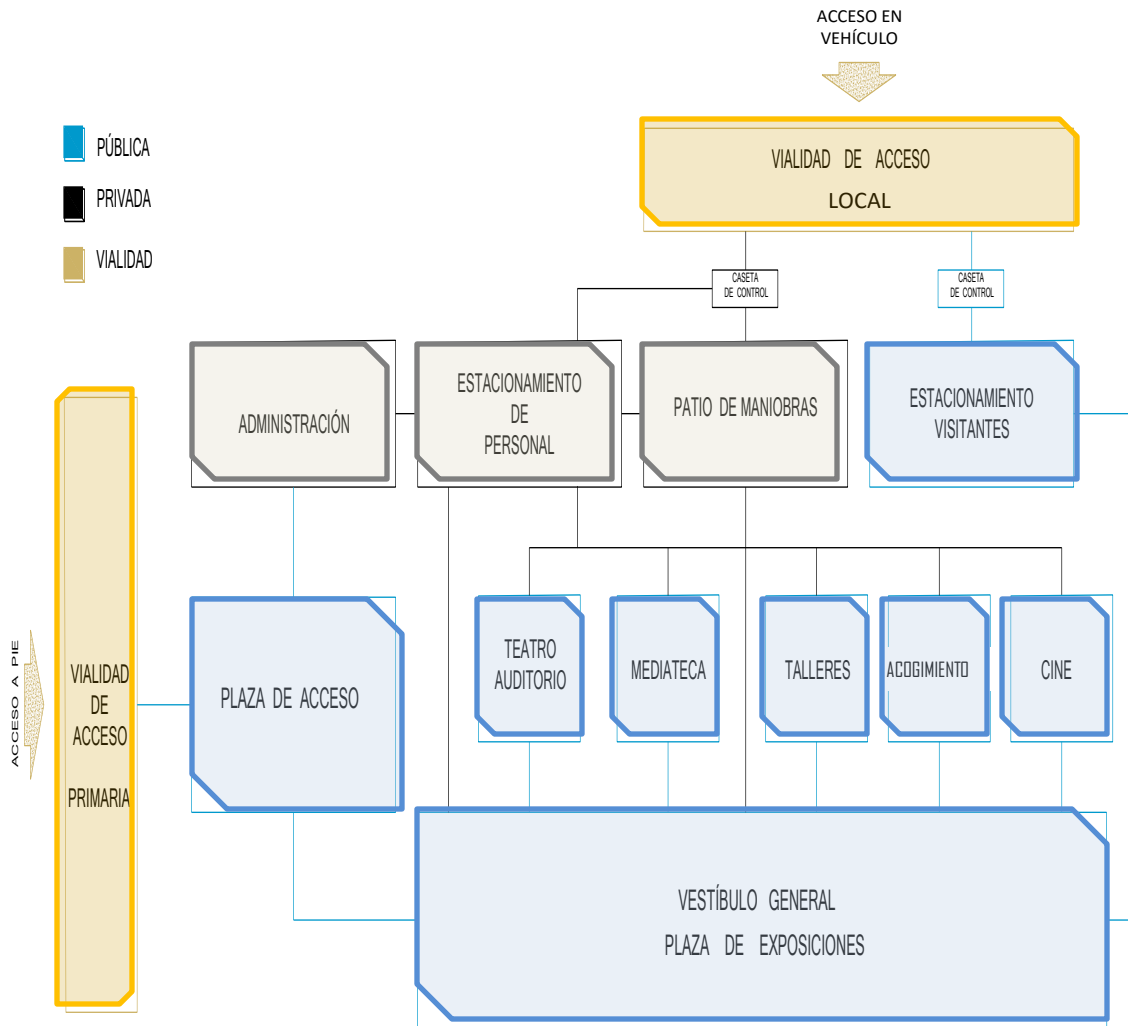 ACCESO EN
VEHÍCULO
PÚBLICA
PRIVADA
VIALIDAD
VIALIDAD DE ACCESO
LOCAL
CASETA
DE CONTROL
CASETA
DE CONTROL
ADMINISTRACIÓN
ESTACIONAMIENTO
DE
PERSONAL
PATIO DE MANIOBRAS
ESTACIONAMIENTO
VISITANTES
ACCESO A PIE
VIALIDAD
DE
ACCESO
PRIMARIA
PLAZA DE ACCESO
TEATRO
AUDITORIO
MEDIATECA
TALLERES
ACOGIMIENTO
CINE
VESTÍBULO GENERAL
PLAZA DE EXPOSICIONES